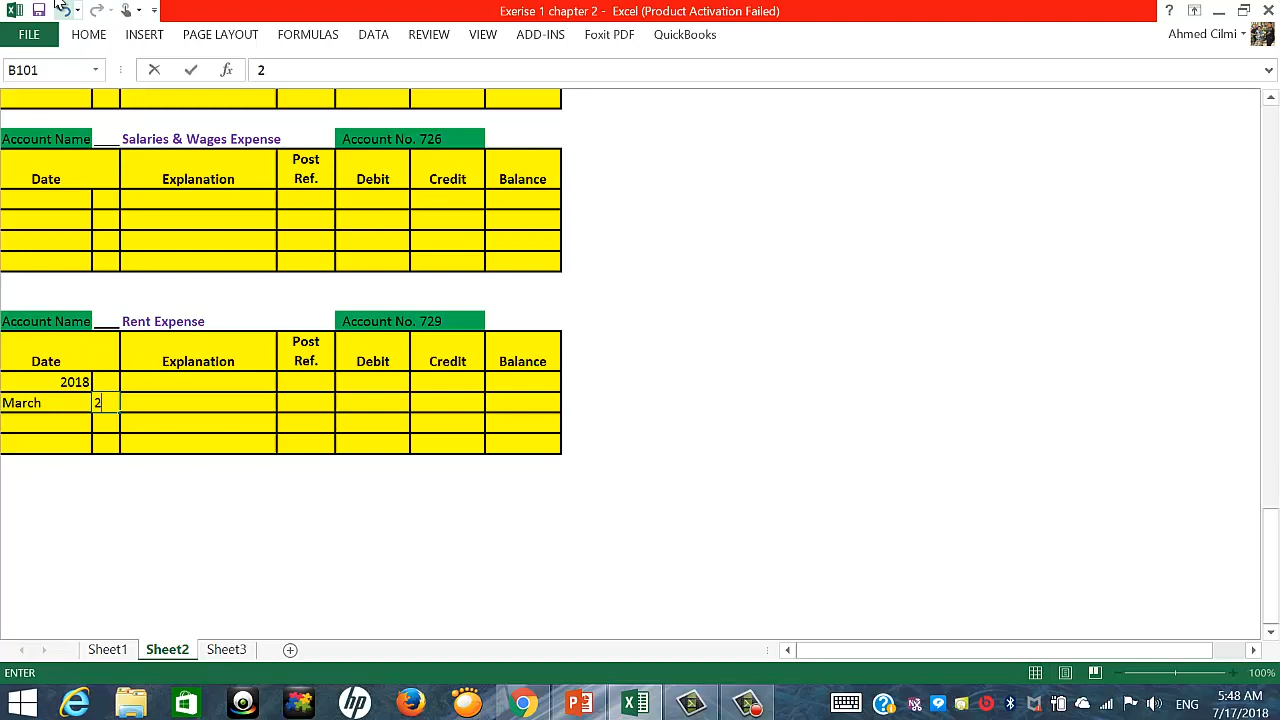 Exerise 1 chapter 2 - Excel (Product Activation Failed)
FILE HOME INSERT PAGE LAYOUT FORMULAS DATA REVIEW VIEW ADD-INS Foxit PDF QuickBooks Ahmed Cilmi
B101 fx 2
Account Name ____ Salaries & Wages Expense Account No. 726
Date Explanation Post Ref. Debit Credit Balance
Account Name ____ Rent Expense Account No. 729
Date Explanation Post Ref. Debit Credit Balance
2018
March 2
Sheet1 Sheet2 Sheet3
ENTER 100%
ENG 5:48 AM
7/17/2018